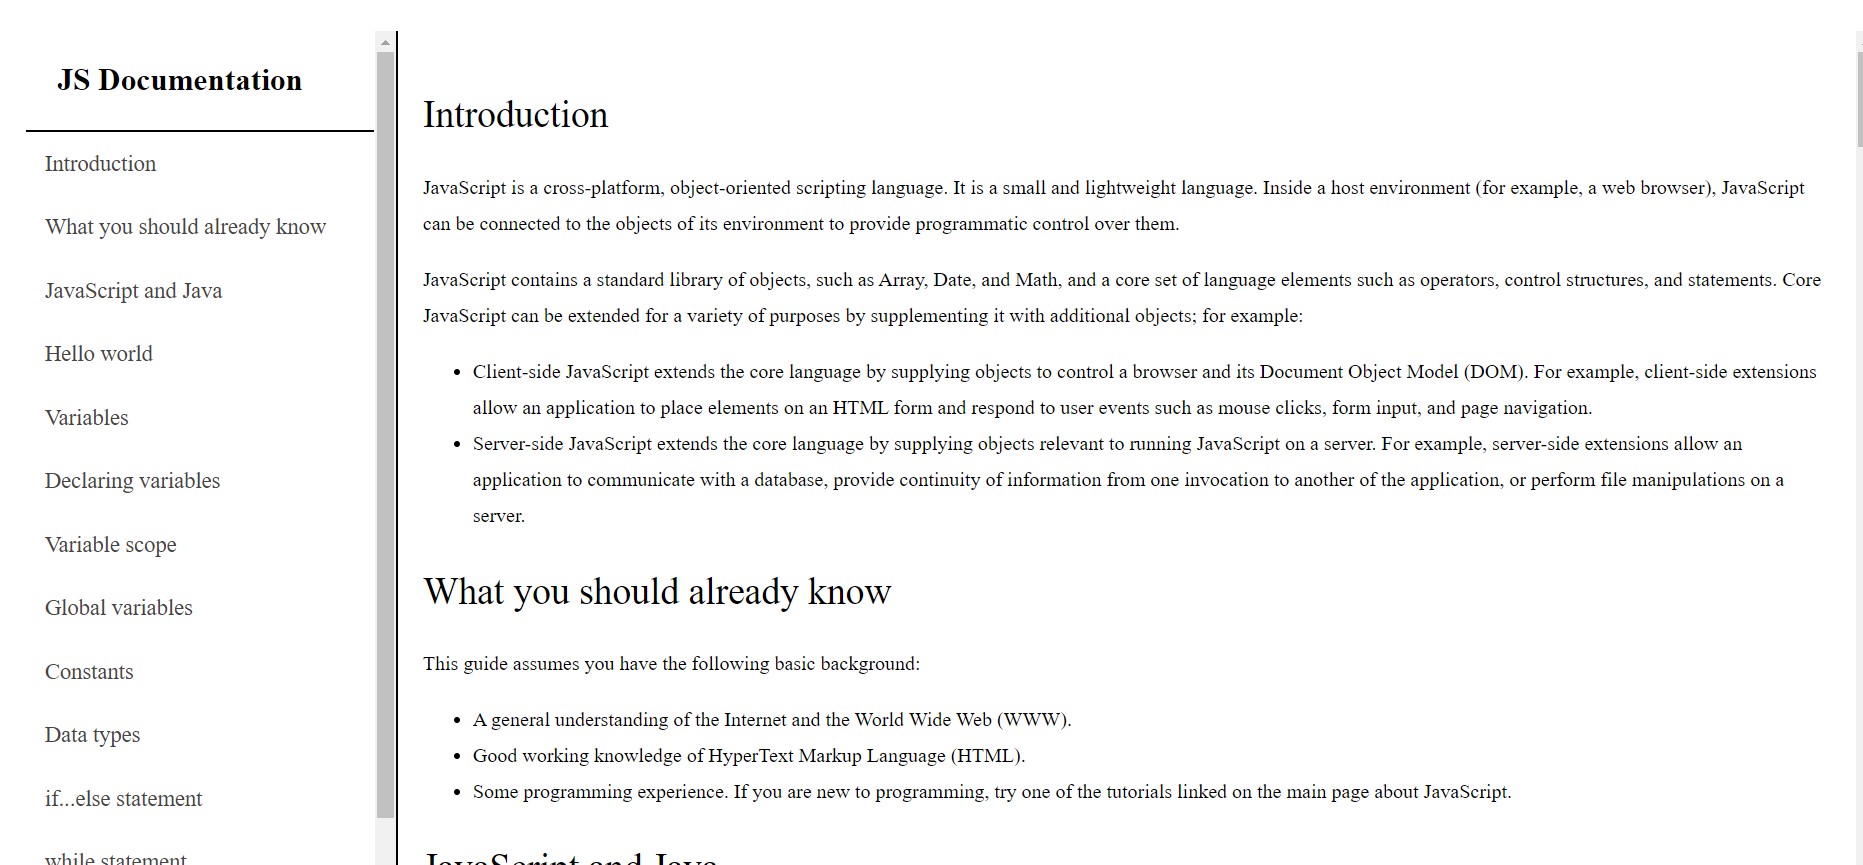 JS Documentation
Introduction
What you should already know
JavaScript and Java
Hello world
Variables
Declaring variables
Variable scope
Global variables
Constants
Data types
if...else statement
while statement
Introduction
JavaScript is a cross-platform, object-oriented scripting language. It is a small and lightweight language. Inside a host environment (for example, a web browser), JavaScript
can be connected to the objects of its environment to provide programmatic control over them.
JavaScript contains a standard library of objects, such as Array, Date, and Math, and a core set of language elements such as operators, control structures, and statements. Core
JavaScript can be extended for a variety of purposes by supplementing it with additional objects; for example:
• Client-side JavaScript extends the core language by supplying objects to control a browser and its Document Object Model (DOM). For example, client-side extensions
allow an application to place elements on an HTML form and respond to user events such as mouse clicks, form input, and page navigation.
• Server-side JavaScript extends the core language by supplying objects relevant to running JavaScript on a server. For example, server-side extensions allow an
application to communicate with a database, provide continuity of information from one invocation to another of the application, or perform file manipulations on a
server.
What you should already know
This guide assumes you have the following basic background:
• A general understanding of the Internet and the World Wide Web (WWW).
• Good working knowledge of HyperText Markup Language (HTML).
• Some programming experience. If you are new to programming, try one of the tutorials linked on the main page about JavaScript.
JavaScript and Java